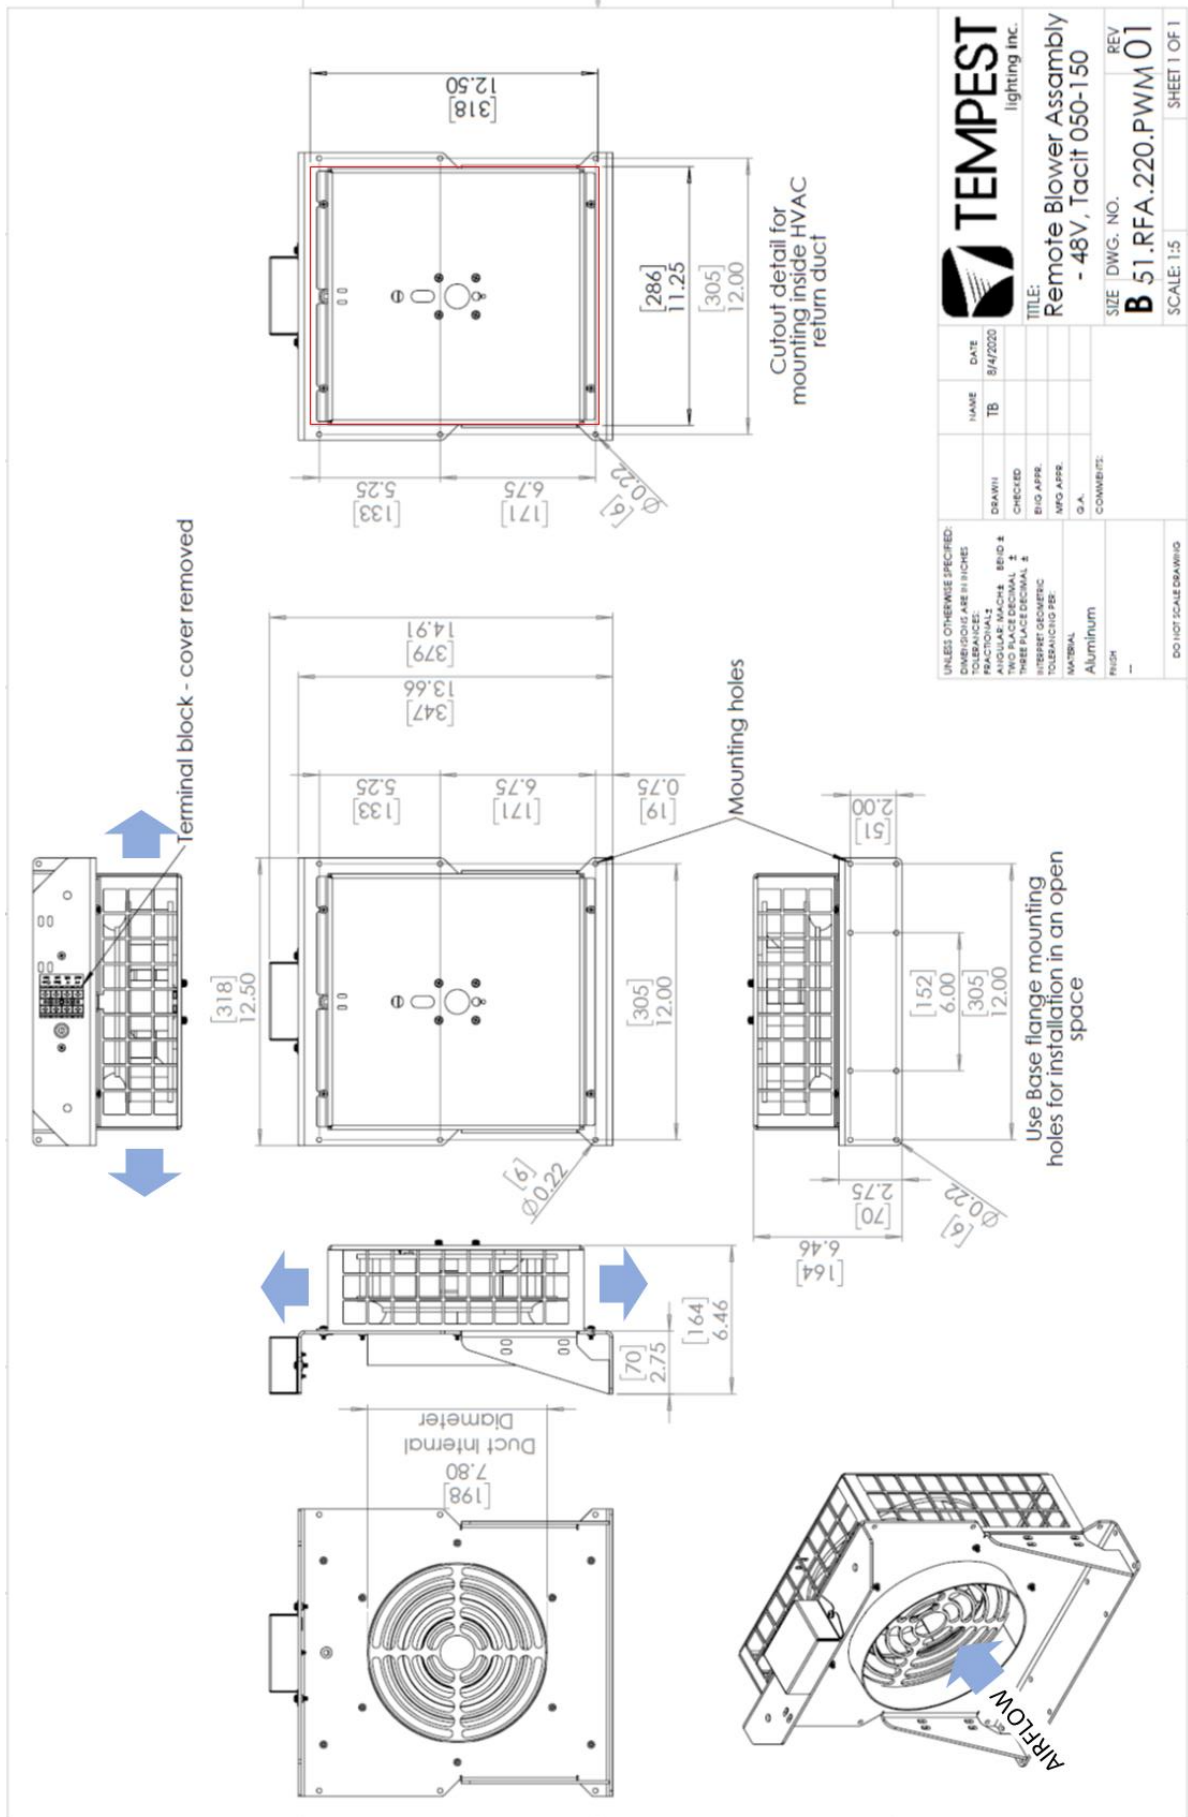 [198]
7.80
Duct Internal
Diameter
AIRFLOW
[70]
2.75
[164]
6.46
Terminal block - cover removed
[318]
12.50
[6]
Ø0.22
[305]
12.00
5.25
[133]
6.75
[171]
0.75
[19]
13.66
[347]
14.91
[379]
Mounting holes
6.46
[164]
2.75
[70]
[6]
Ø0.22
[152]
6.00
[305]
12.00
2.00
[51]
Use Base flange mounting
holes for installation in an open
space
12.50
[318]
5.25
[133]
6.75
[171]
[6]
Ø0.22
[286]
11.25
[305]
12.00
Cutout detail for
mounting inside HVAC
return duct
UNLESS OTHERWISE SPECIFIED:
DIMENSIONS ARE IN INCHES
TOLERANCES:
FRACTIONAL ±
ANGULAR: MACH ± BEND ±
TWO PLACE DECIMAL ±
THREE PLACE DECIMAL ±
INTERPRET GEOMETRIC
TOLERANCING PER:
MATERIAL
Aluminum
FINISH
--
DO NOT SCALE DRAWING
NAME DATE
DRAWN TB 8/4/2020
CHECKED
ENG APPR.
MFG APPR.
Q.A.
COMMENTS:
TEMPEST
lighting inc.
TITLE:
Remote Blower Assambly
- 48V, Tacit 050-150
SIZE DWG. NO. REV
B 51.RFA.220.PWM 01
SCALE: 1:5 SHEET 1 OF 1